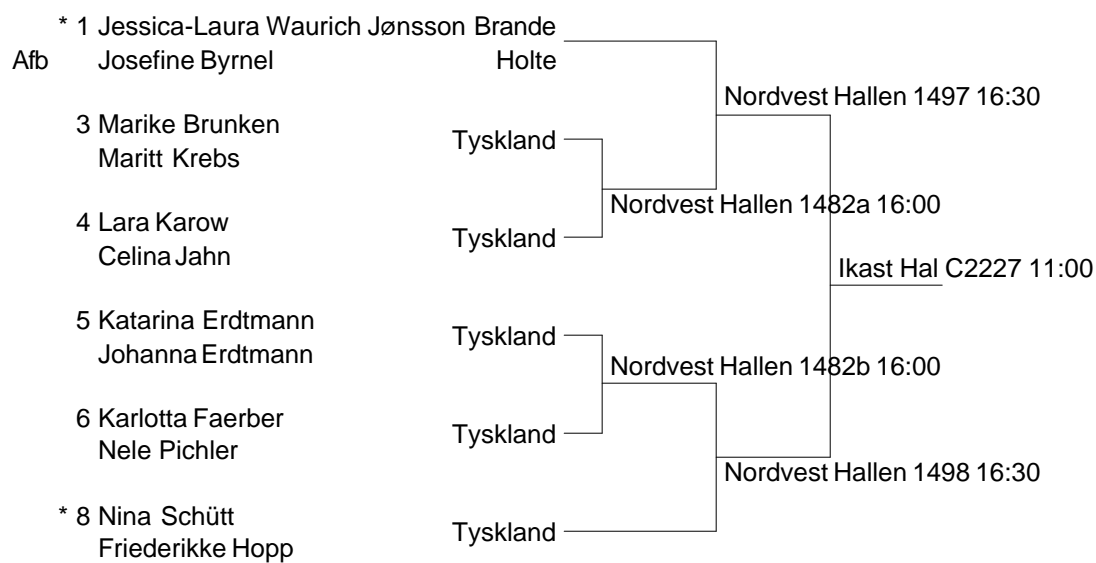 * 1 Jessica-Laura Waurich Jønsson Brande
Afb Josefine Byrnel Holte
Nordvest Hallen 1497 16:30
3 Marike Brunken
Maritt Krebs
Tyskland
Nordvest Hallen 1482a 16:00
4 Lara Karow
Celina Jahn
Tyskland
Ikast Hal C2227 11:00
5 Katarina Erdtmann
Johanna Erdtmann
Tyskland
Nordvest Hallen 1482b 16:00
6 Karlotta Faerber
Nele Pichler
Tyskland
Nordvest Hallen 1498 16:30
* 8 Nina Schütt
Friederikke Hopp
Tyskland